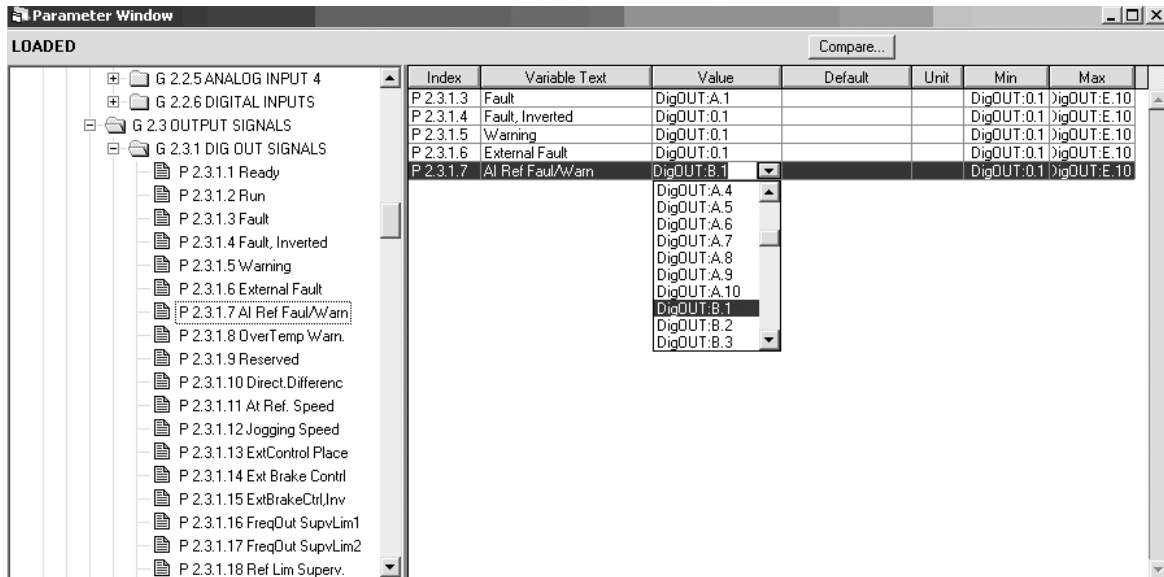 Parameter Window
LOADED
Compare...
G 2.2.5 ANALOG INPUT 4
G 2.2.6 DIGITAL INPUTS
G 2.3 OUTPUT SIGNALS
G 2.3.1 DIG OUT SIGNALS
P 2.3.1.1 Ready
P 2.3.1.2 Run
P 2.3.1.3 Fault
P 2.3.1.4 Fault, Inverted
P 2.3.1.5 Warning
P 2.3.1.6 External Fault
P 2.3.1.7 AI Ref Faul/Warn
P 2.3.1.8 OverTemp Warn.
P 2.3.1.9 Reserved
P 2.3.1.10 Direct.Differenc
P 2.3.1.11 At Ref. Speed
P 2.3.1.12 Jogging Speed
P 2.3.1.13 ExtControl Place
P 2.3.1.14 Ext Brake Contrl
P 2.3.1.15 ExtBrakeCtrl,Inv
P 2.3.1.16 FreqOut SupvLim1
P 2.3.1.17 FreqOut SupvLim2
P 2.3.1.18 Ref Lim Superv.
Index Variable Text Value Default Unit Min Max
P 2.3.1.3 Fault DigOUT:A.1 DigOUT:0.1 DigOUT:E.10
P 2.3.1.4 Fault, Inverted DigOUT:0.1 DigOUT:0.1 DigOUT:E.10
P 2.3.1.5 Warning DigOUT:0.1 DigOUT:0.1 DigOUT:E.10
P 2.3.1.6 External Fault DigOUT:0.1 DigOUT:0.1 DigOUT:E.10
P 2.3.1.7 AI Ref Faul/Warn DigOUT:B.1 DigOUT:0.1 DigOUT:E.10
DigOUT:A.4
DigOUT:A.5
DigOUT:A.6
DigOUT:A.7
DigOUT:A.8
DigOUT:A.9
DigOUT:A.10
DigOUT:B.1
DigOUT:B.2
DigOUT:B.3